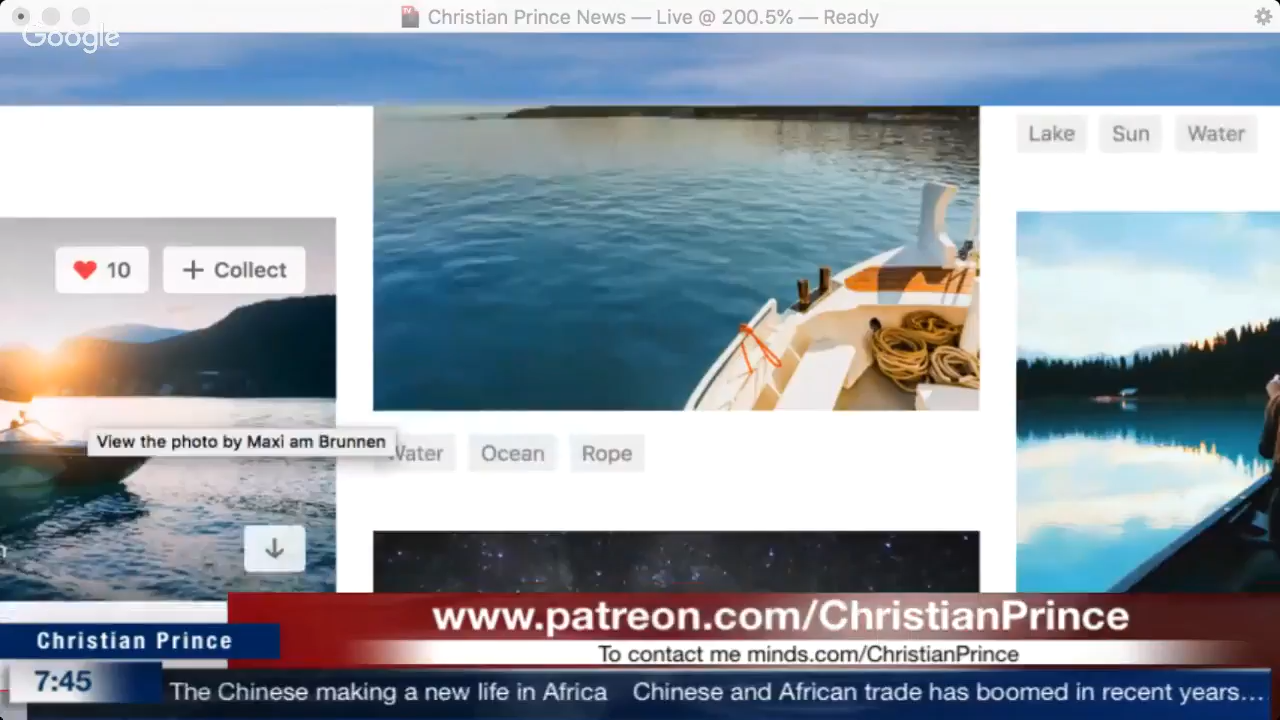 Christian Prince News — Live @ 200.5% — Ready
Google
Lake Sun Water
10 + Collect
View the photo by Maxi am Brunnen
Water Ocean Rope
www.patreon.com/ChristianPrince
Christian Prince
To contact me minds.com/ChristianPrince
7:45
The Chinese making a new life in Africa Chinese and African trade has boomed in recent years...